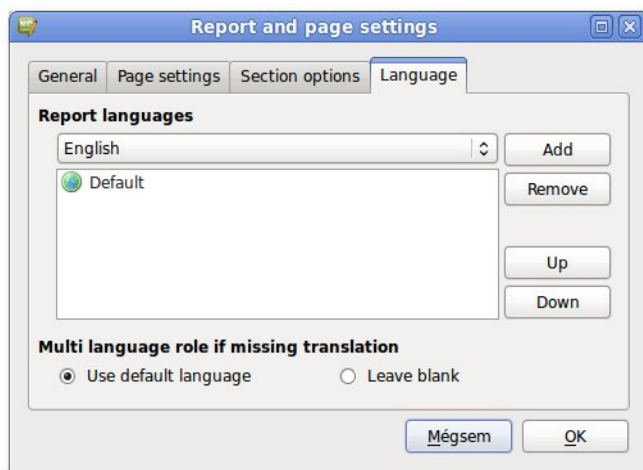 Report and page settings
General Page settings Section options Language
Report languages
English Add
Default Remove
Up
Down
Multi language role if missing translation
Use default language Leave blank
Mégsem OK